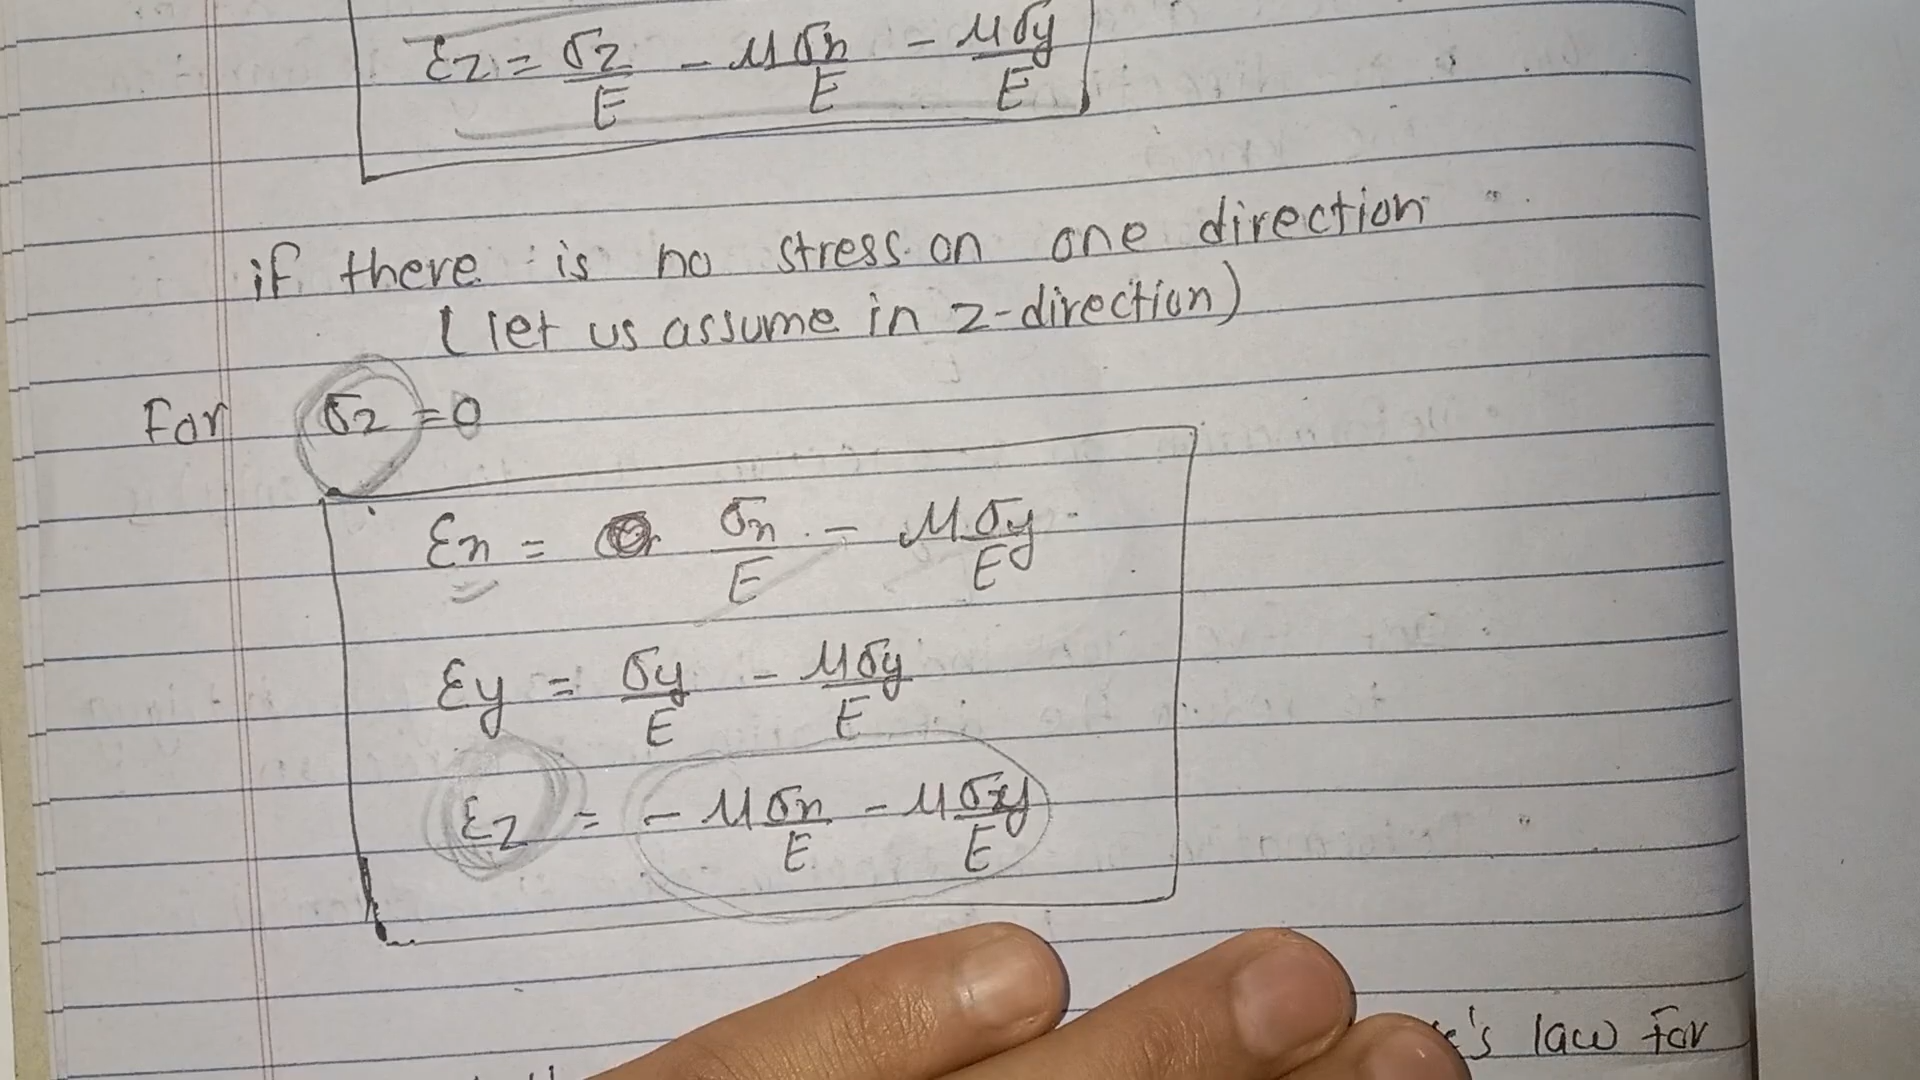 εz = σz/E - μσx/E - μσy/E
if there is no stress on one direction
(let us assume in z-direction)
For σz = 0
εx = σx/E - μσy/E
εy = σy/E - μσy/E
εz = - μσx/E - μσy/E
's law for